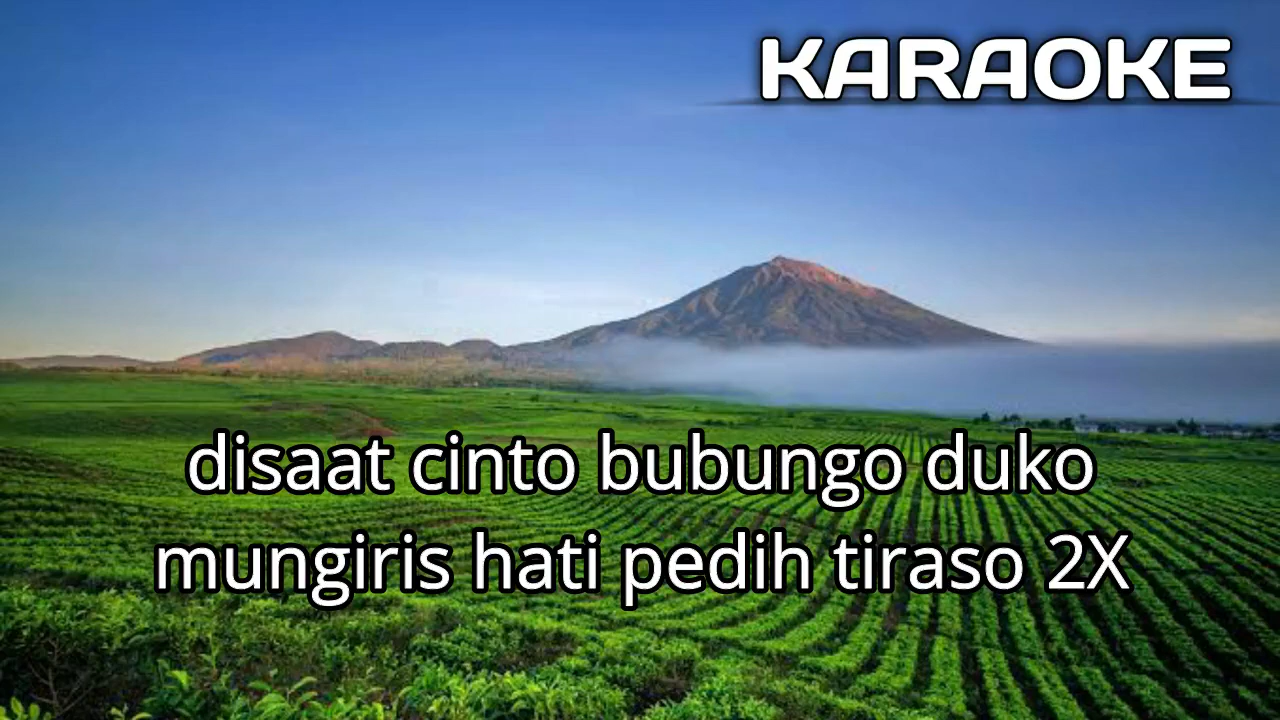 KARAOKE
disaat cinto bubungo duko
mungiris hati pedih tiraso 2X